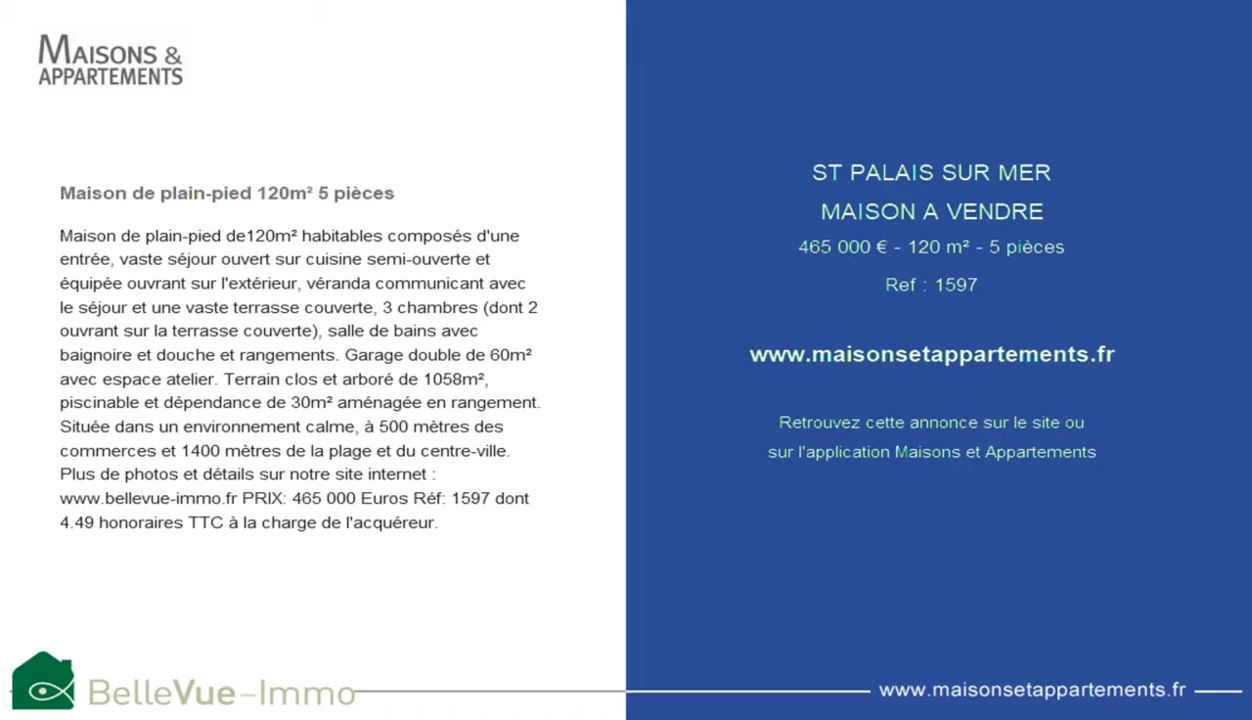 MAISONS &
APPARTEMENTS
Maison de plain-pied 120m² 5 pièces
Maison de plain-pied de120m² habitables composés d'une
entrée, vaste séjour ouvert sur cuisine semi-ouverte et
équipée ouvrant sur l'extérieur, véranda communicant avec
le séjour et une vaste terrasse couverte, 3 chambres (dont 2
ouvrant sur la terrasse couverte), salle de bains avec
baignoire et douche et rangements. Garage double de 60m²
avec espace atelier. Terrain clos et arboré de 1058m²,
piscinable et dépendance de 30m² aménagée en rangement.
Située dans un environnement calme, à 500 mètres des
commerces et 1400 mètres de la plage et du centre-ville.
Plus de photos et détails sur notre site internet :
www.bellevue-immo.fr PRIX: 465 000 Euros Réf: 1597 dont
4.49 honoraires TTC à la charge de l'acquéreur.
BelleVue-Immo
ST PALAIS SUR MER
MAISON A VENDRE
465 000 € - 120 m² - 5 pièces
Ref : 1597
www.maisonsetappartements.fr
Retrouvez cette annonce sur le site ou
sur l'application Maisons et Appartements
www.maisonsetappartements.fr